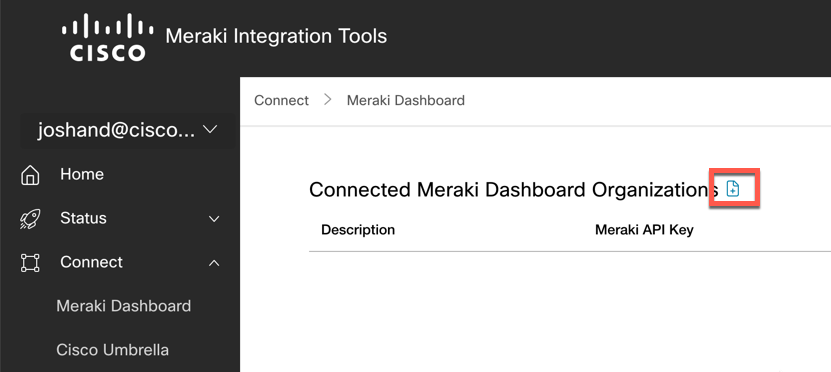 CISCO
Meraki Integration Tools
joshand@cisco...
Home
Status
Connect
Meraki Dashboard
Cisco Umbrella
Connect > Meraki Dashboard
Connected Meraki Dashboard Organizations
Description Meraki API Key